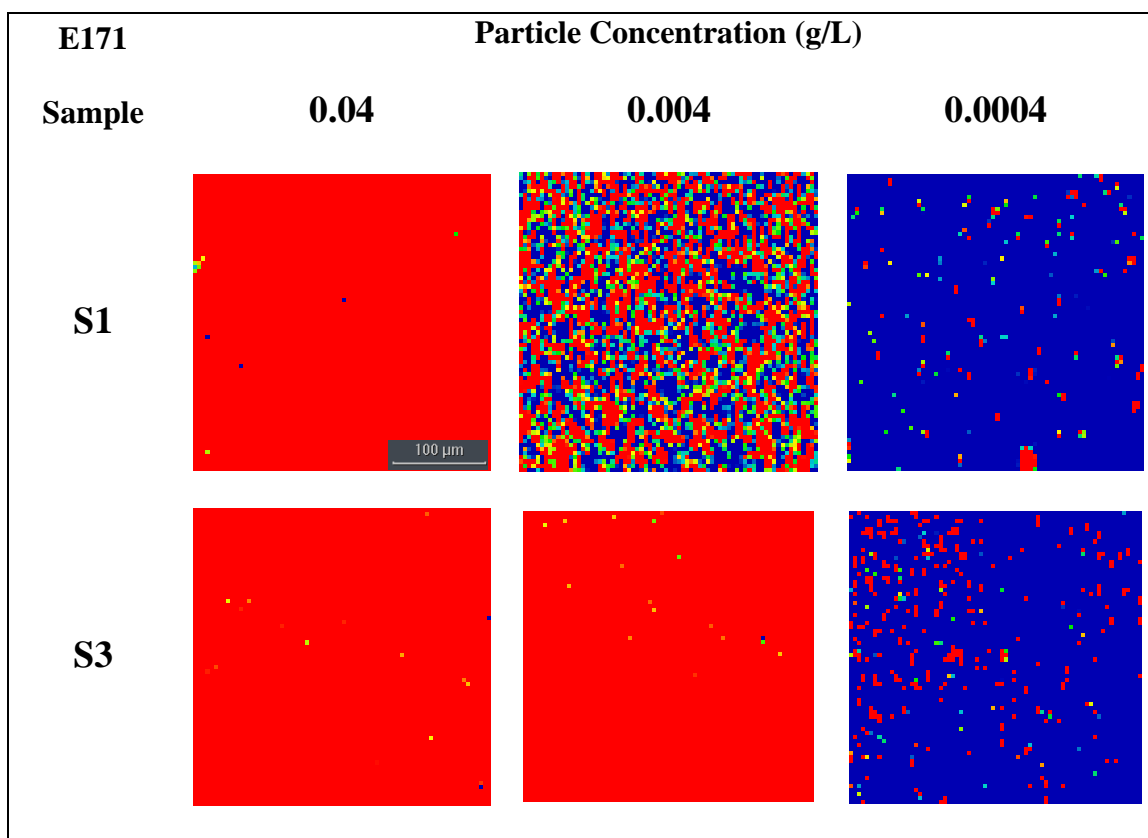 E171 Particle Concentration (g/L)
Sample 0.04 0.004 0.0004
S1
100 µm
S3